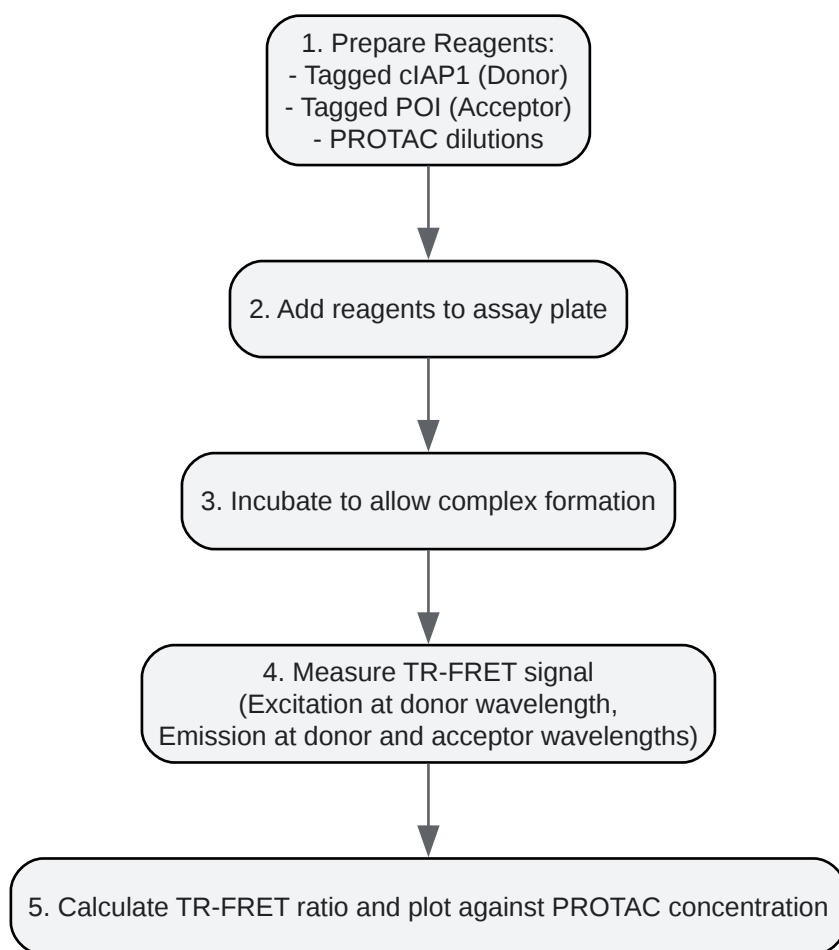 1. Prepare Reagents:
- Tagged cIAP1 (Donor)
- Tagged POI (Acceptor)
- PROTAC dilutions
2. Add reagents to assay plate
3. Incubate to allow complex formation
4. Measure TR-FRET signal
(Excitation at donor wavelength,
Emission at donor and acceptor wavelengths)
5. Calculate TR-FRET ratio and plot against PROTAC concentration